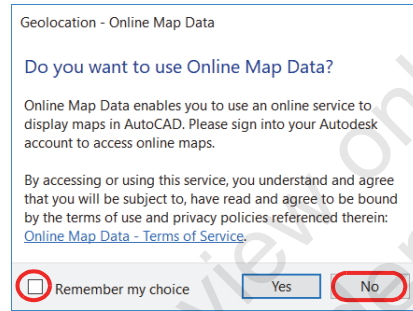 Geolocation - Online Map Data
Do you want to use Online Map Data?
Online Map Data enables you to use an online service to
display maps in AutoCAD. Please sign into your Autodesk
account to access online maps.
By accessing or using this service, you understand and agree
that you will be subject to, have read and agree to be bound
by the terms of use and privacy policies referenced therein:
Online Map Data - Terms of Service.
Remember my choice
Yes
No